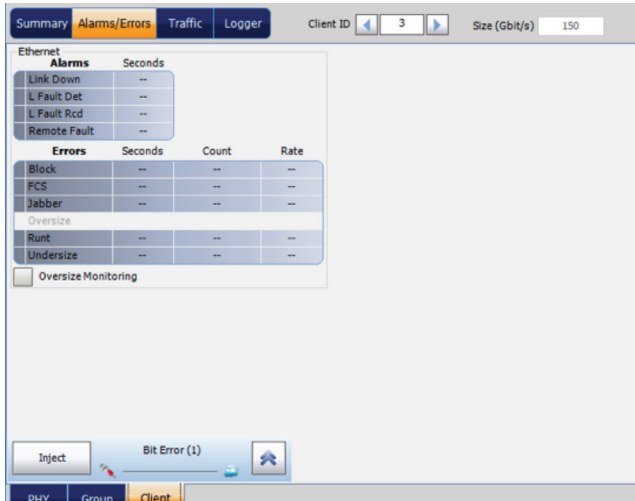 Summary Alarms/Errors Traffic Logger Client ID 3 Size (Gbit/s) 150
Ethernet
Alarms Seconds
Link Down --
L Fault Det --
L Fault Rcd --
Remote Fault --
Errors Seconds Count Rate
Block -- -- --
FCS -- -- --
Jabber -- -- --
Oversize
Runt -- -- --
Undersize -- -- --
Oversize Monitoring
Inject Bit Error (1)
PHY Group Client